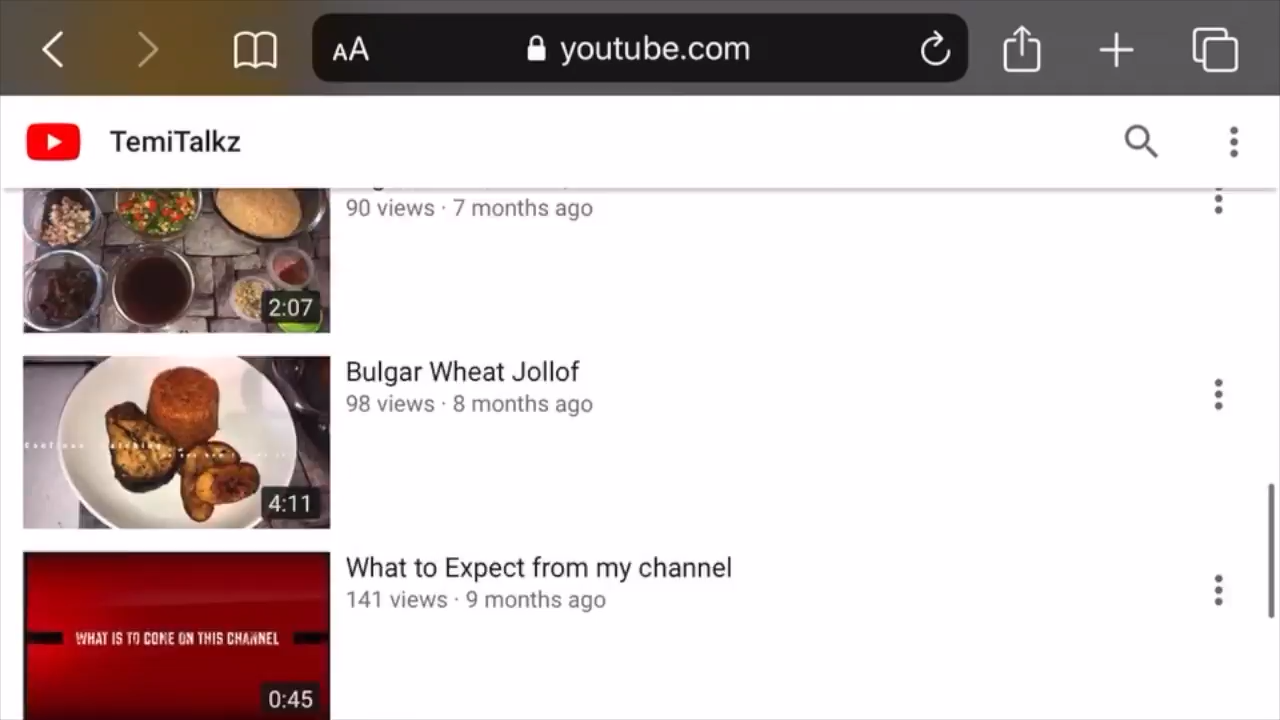 AA
youtube.com
TemiTalkz
90 views · 7 months ago
2:07
Bulgar Wheat Jollof
98 views · 8 months ago
4:11
What to Expect from my channel
141 views · 9 months ago
WHAT IS TO COME ON THIS CHANNEL
0:45